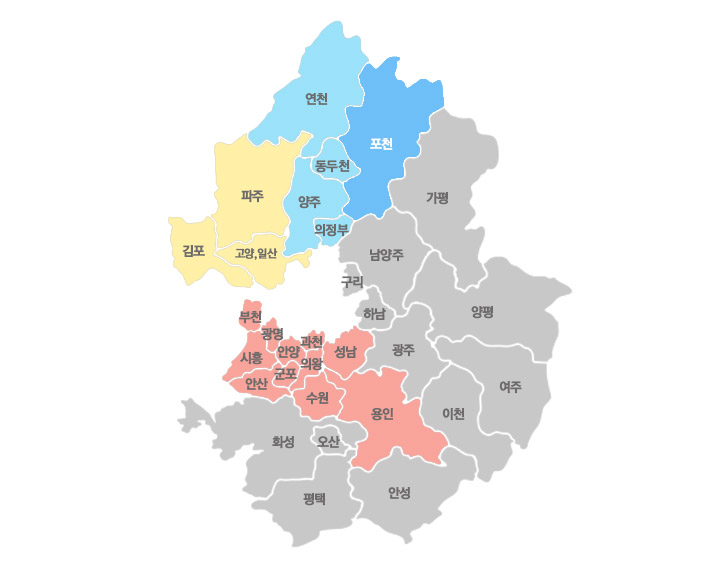 연천
포천
동두천
파주
양주
가평
의정부
김포
고양,일산
남양주
구리
하남
양평
부천
광명
과천
안양
성남
광주
시흥
의왕
군포
안산
수원
여주
용인
이천
화성
오산
평택
안성